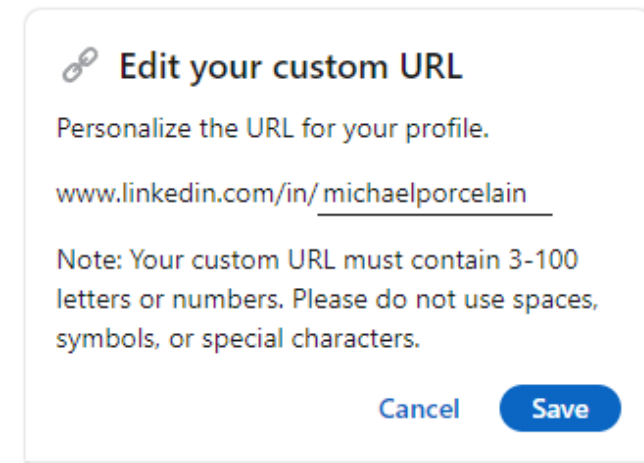 Edit your custom URL
Personalize the URL for your profile.
www.linkedin.com/in/michaelporcelain
Note: Your custom URL must contain 3-100
letters or numbers. Please do not use spaces,
symbols, or special characters.
Cancel Save